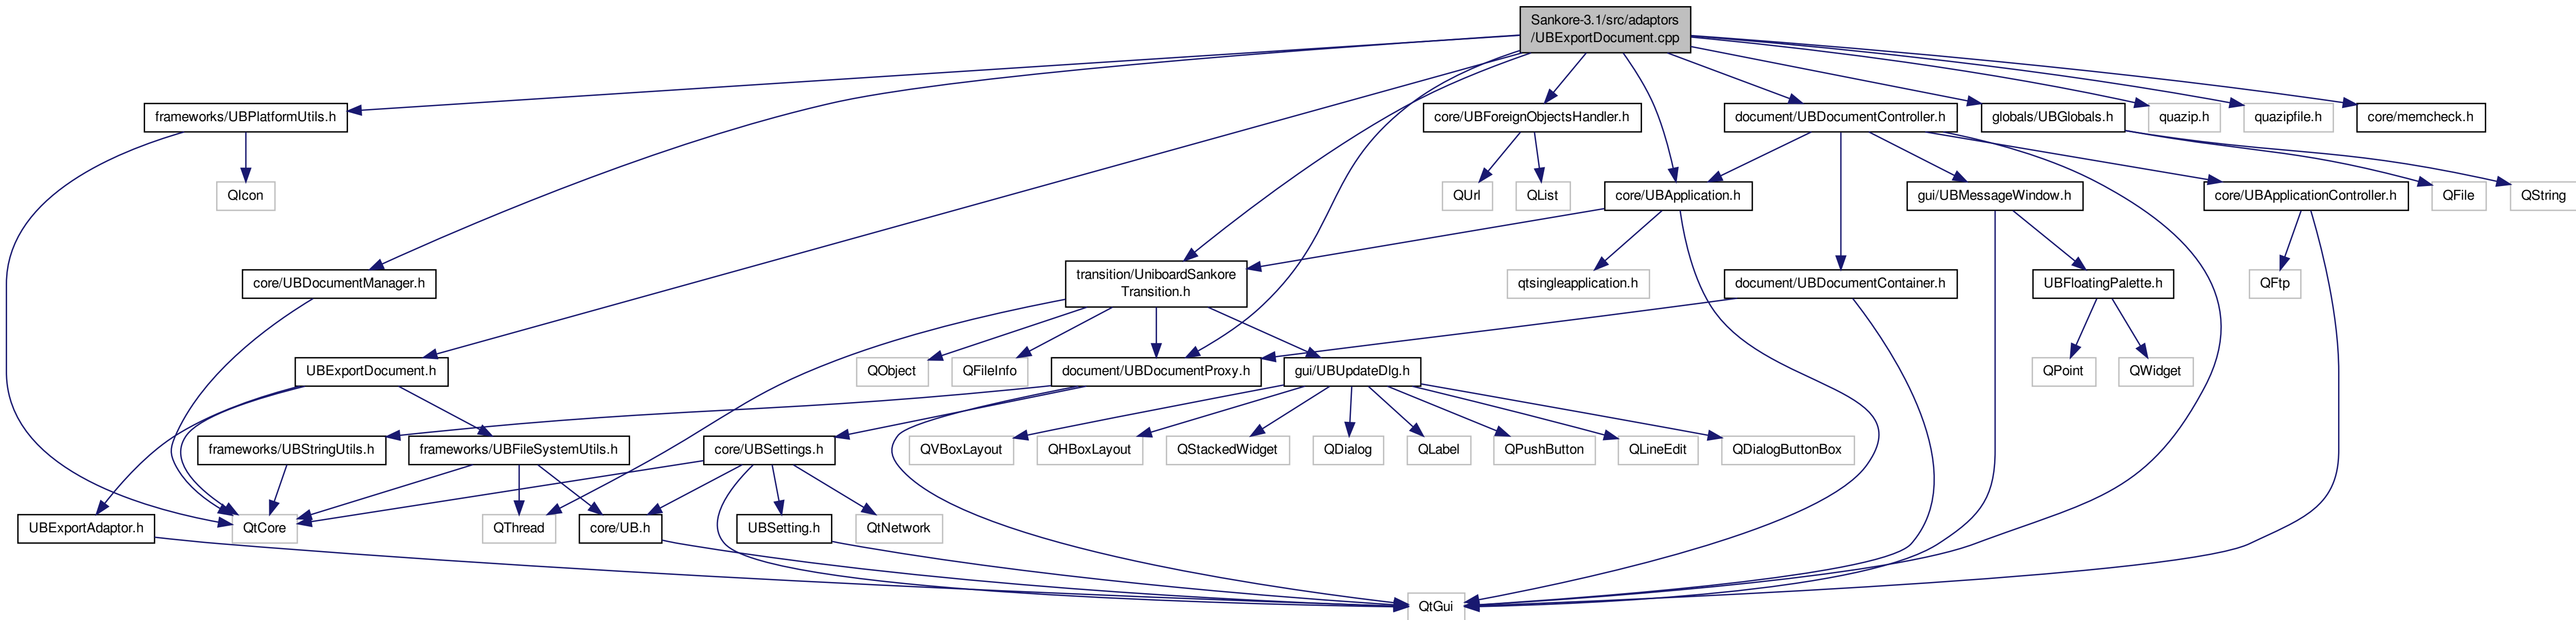 Sankore-3.1/src/adaptors
/UBExportDocument.cpp
frameworks/UBPlatformUtils.h
core/UBForeignObjectsHandler.h
document/UBDocumentController.h
globals/UBGlobals.h
quazip.h
quazipfile.h
core/memcheck.h
QIcon
QUrl
QList
core/UBApplication.h
gui/UBMessageWindow.h
core/UBApplicationController.h
QFile
QString
core/UBDocumentManager.h
transition/UniboardSankore
Transition.h
qtsingleapplication.h
document/UBDocumentContainer.h
UBFloatingPalette.h
QFtp
UBExportDocument.h
QObject
QFileInfo
document/UBDocumentProxy.h
gui/UBUpdateDlg.h
QPoint
QWidget
frameworks/UBStringUtils.h
frameworks/UBFileSystemUtils.h
core/UBSettings.h
QVBoxLayout
QHBoxLayout
QStackedWidget
QDialog
QLabel
QPushButton
QLineEdit
QDialogButtonBox
UBExportAdaptor.h
QtCore
QThread
core/UB.h
UBSetting.h
QtNetwork
QtGui